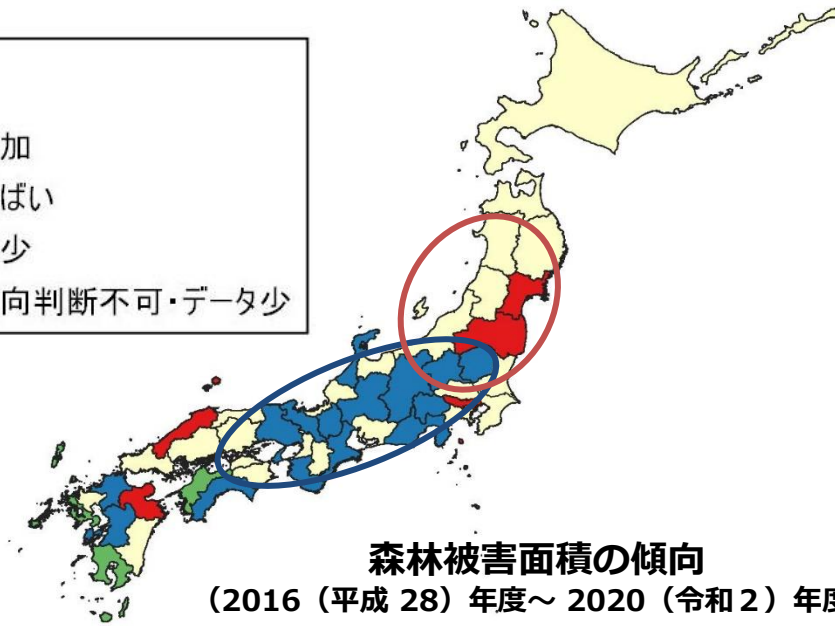 加
ばい
少
向判断不可・データ少
森林被害面積の傾向
（2016（平成 28）年度～ 2020（令和２）年度